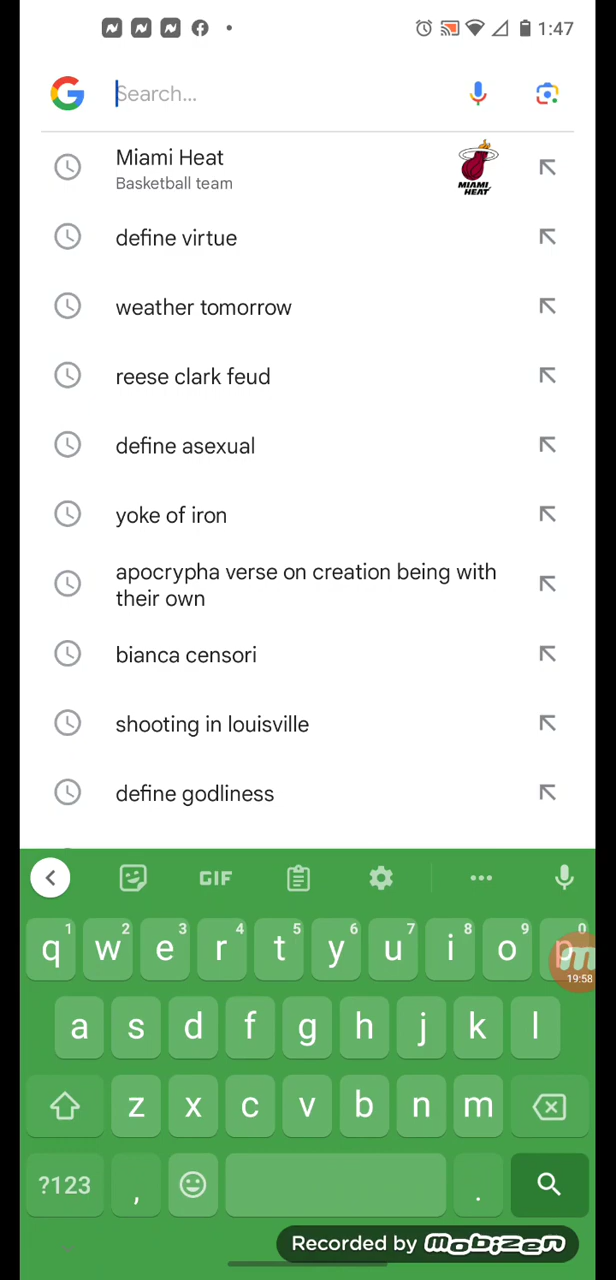 1:47
Search...
Miami Heat
Basketball team
MIAMI
HEAT
define virtue
weather tomorrow
reese clark feud
define asexual
yoke of iron
apocrypha verse on creation being with
their own
bianca censori
shooting in louisville
define godliness
GIF
1 2 3 4 5 6 7 8 9 0
q w e r t y u i o p
m
19:58
a s d f g h j k l
z x c v b n m
?123 , .
Recorded by mobizen